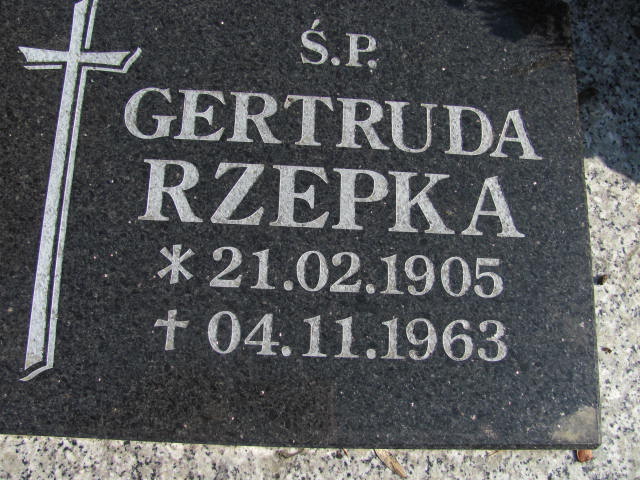 Ś.P.
GERTRUDA
RZEPKA
* 21.02.1905
† 04.11.1963